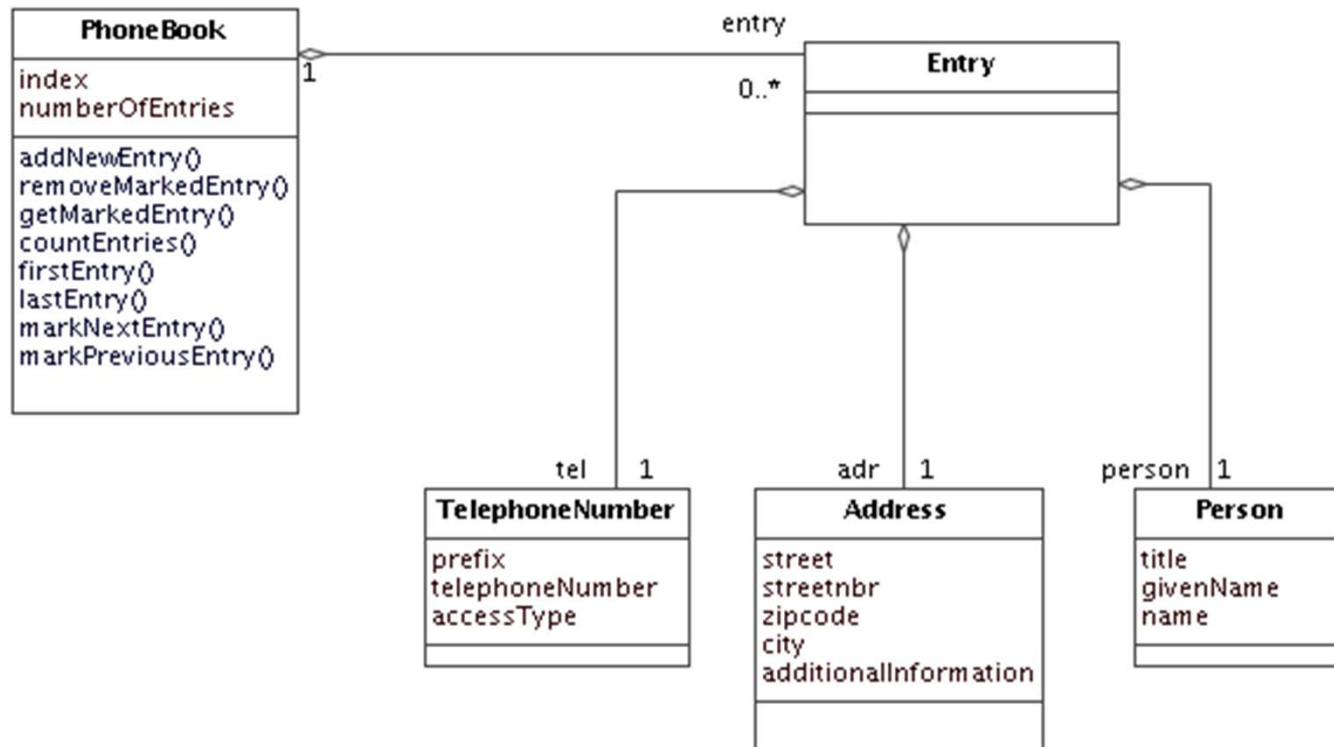 PhoneBook
index
numberOfEntries
addNewEntry()
removeMarkedEntry()
getMarkedEntry()
countEntries()
firstEntry()
lastEntry()
markNextEntry()
markPreviousEntry()
1
entry
0..*
Entry
tel 1
TelephoneNumber
prefix
telephoneNumber
accessType
adr 1
Address
street
streetnbr
zipcode
city
additionalInformation
person 1
Person
title
givenName
name